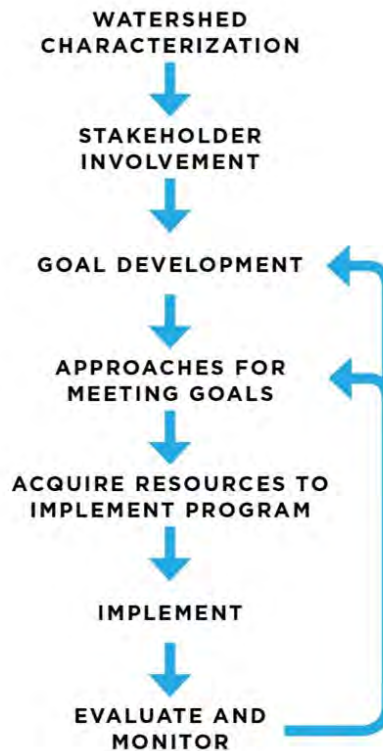 WATERSHED
CHARACTERIZATION
STAKEHOLDER
INVOLVEMENT
GOAL DEVELOPMENT
APPROACHES FOR
MEETING GOALS
ACQUIRE RESOURCES TO
IMPLEMENT PROGRAM
IMPLEMENT
EVALUATE AND
MONITOR